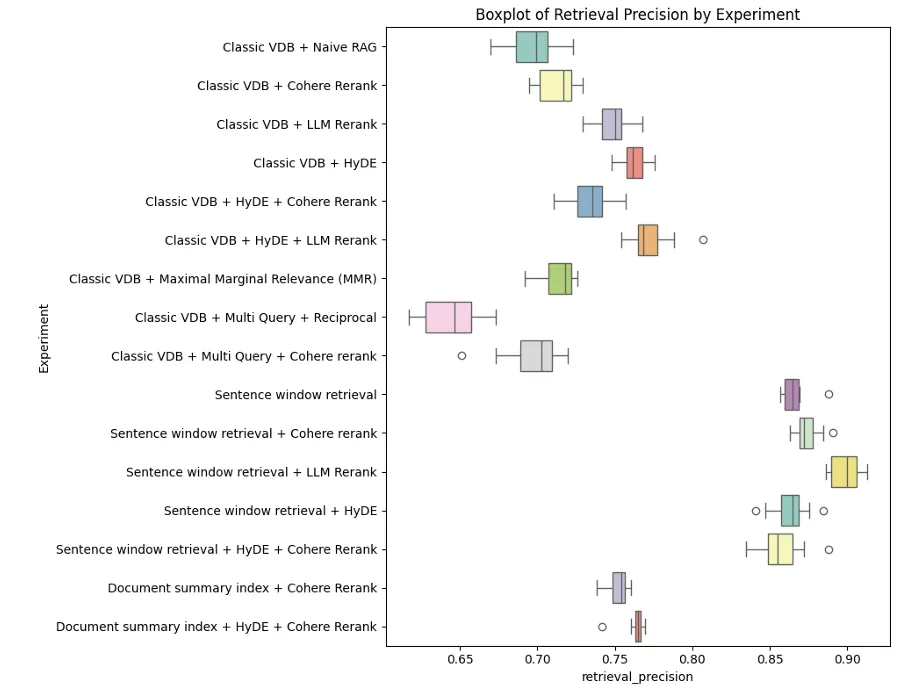 Boxplot of Retrieval Precision by Experiment
Classic VDB + Naive RAG
Classic VDB + Cohere Rerank
Classic VDB + LLM Rerank
Classic VDB + HyDE
Classic VDB + HyDE + Cohere Rerank
Classic VDB + HyDE + LLM Rerank
Classic VDB + Maximal Marginal Relevance (MMR)
Classic VDB + Multi Query + Reciprocal
Classic VDB + Multi Query + Cohere rerank
Sentence window retrieval
Sentence window retrieval + Cohere rerank
Sentence window retrieval + LLM Rerank
Sentence window retrieval + HyDE
Sentence window retrieval + HyDE + Cohere Rerank
Document summary index + Cohere Rerank
Document summary index + HyDE + Cohere Rerank
Experiment
0.65 0.70 0.75 0.80 0.85 0.90
retrieval_precision